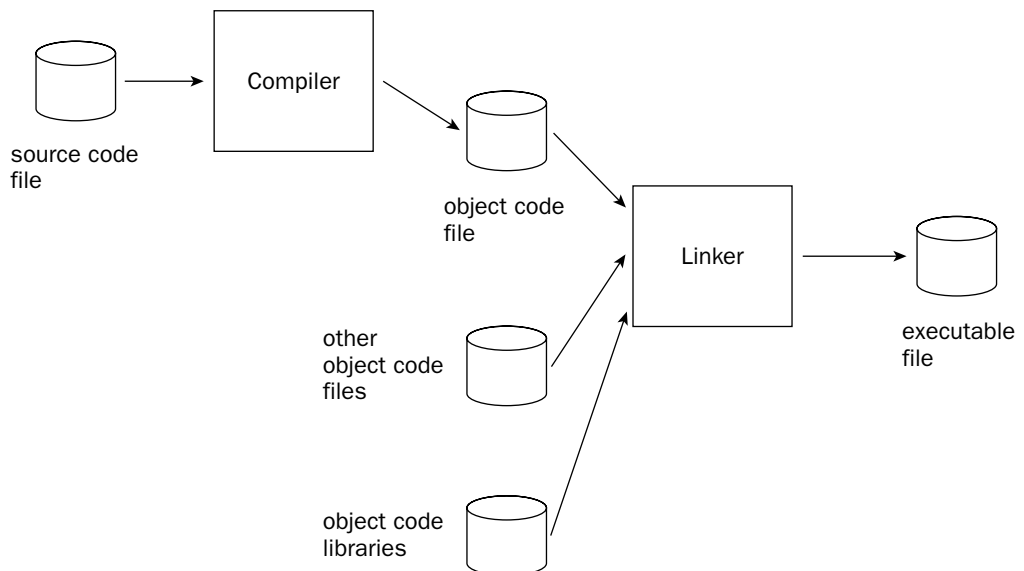 Compiler
source code
file
object code
file
Linker
executable
file
other
object code
files
object code
libraries